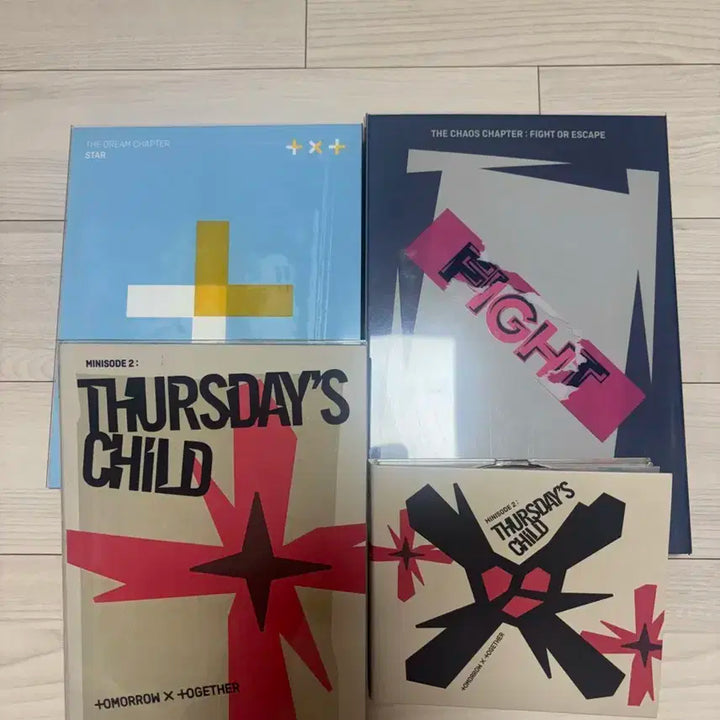 THE DREAM CHAPTER
STAR
THE CHAOS CHAPTER : FIGHT OR ESCAPE
FIGHT
MINISODE 2 :
THURSDAY'S
CHILD
TOMORROW X TOGETHER
MINISODE 2 :
THURSDAY'S
CHILD
TOMORROW X TOGETHER